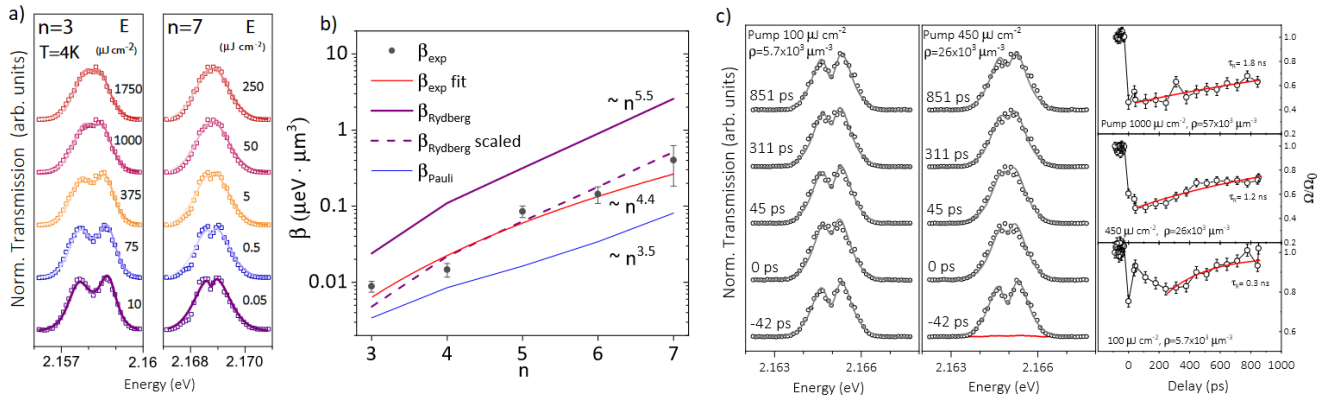 a)
n=3 E
T=4K (μJ cm⁻²)
1750
1000
375
75
10
n=7 E
(μJ cm⁻²)
250
50
5
0.5
0.05
Norm. Transmission (arb. units)
2.157 2.16
2.168 2.170
Energy (eV)
b)
β (μeV · μm³)
10
1
0.1
0.01
β exp
β exp fit
β Rydberg
β Rydberg scaled
β Pauli
~ n^5.5
~ n^4.4
~ n^3.5
3 4 5 6 7
n
c)
Norm. Transmission (arb. units)
Pump 100 μJ cm⁻²
ρ=5.7x10³ μm⁻³
851 ps
311 ps
45 ps
0 ps
-42 ps
2.163 2.166
Energy (eV)
Pump 450 μJ cm⁻²
ρ=26x10³ μm⁻³
851 ps
311 ps
45 ps
0 ps
-42 ps
2.163 2.166
Energy (eV)
1.0
0.8
0.6
0.4
0.2
τn= 1.8 ns
Pump 1000 μJ cm⁻², ρ=57x10³ μm⁻³
1.0
0.8
0.6
0.4
0.2
τn= 1.2 ns
450 μJ cm⁻², ρ=26x10³ μm⁻³
1.0
0.8
0.6
τn= 0.3 ns
100 μJ cm⁻², ρ=5.7x10³ μm⁻³
Ω/Ω₀
0 200 400 600 800 1000
Delay (ps)